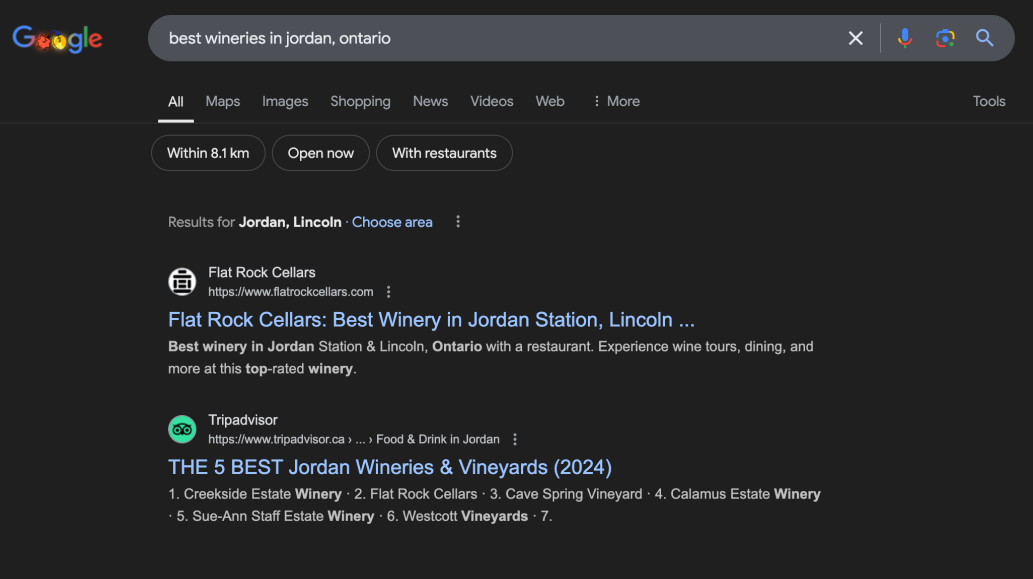 Google
best wineries in jordan, ontario
All Maps Images Shopping News Videos Web More Tools
Within 8.1 km Open now With restaurants
Results for Jordan, Lincoln · Choose area
Flat Rock Cellars
https://www.flatrockcellars.com
Flat Rock Cellars: Best Winery in Jordan Station, Lincoln ...
Best winery in Jordan Station & Lincoln, Ontario with a restaurant. Experience wine tours, dining, and
more at this top-rated winery.
Tripadvisor
https://www.tripadvisor.ca › ... › Food & Drink in Jordan
THE 5 BEST Jordan Wineries & Vineyards (2024)
1. Creekside Estate Winery · 2. Flat Rock Cellars · 3. Cave Spring Vineyard · 4. Calamus Estate Winery
· 5. Sue-Ann Staff Estate Winery · 6. Westcott Vineyards · 7.